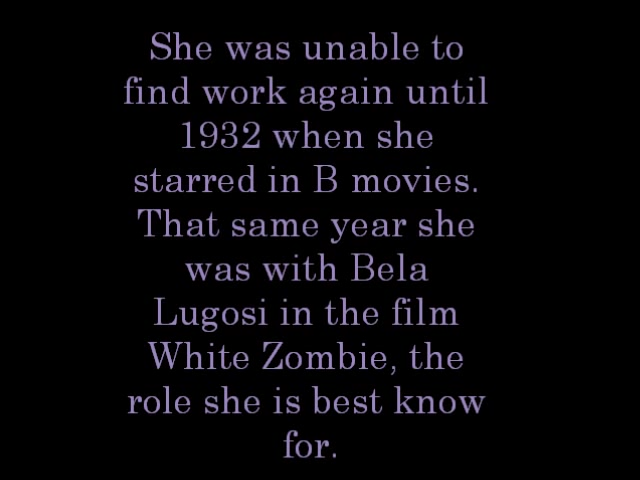 She was unable to
find work again until
1932 when she
starred in B movies.
That same year she
was with Bela
Lugosi in the film
White Zombie, the
role she is best know
for.